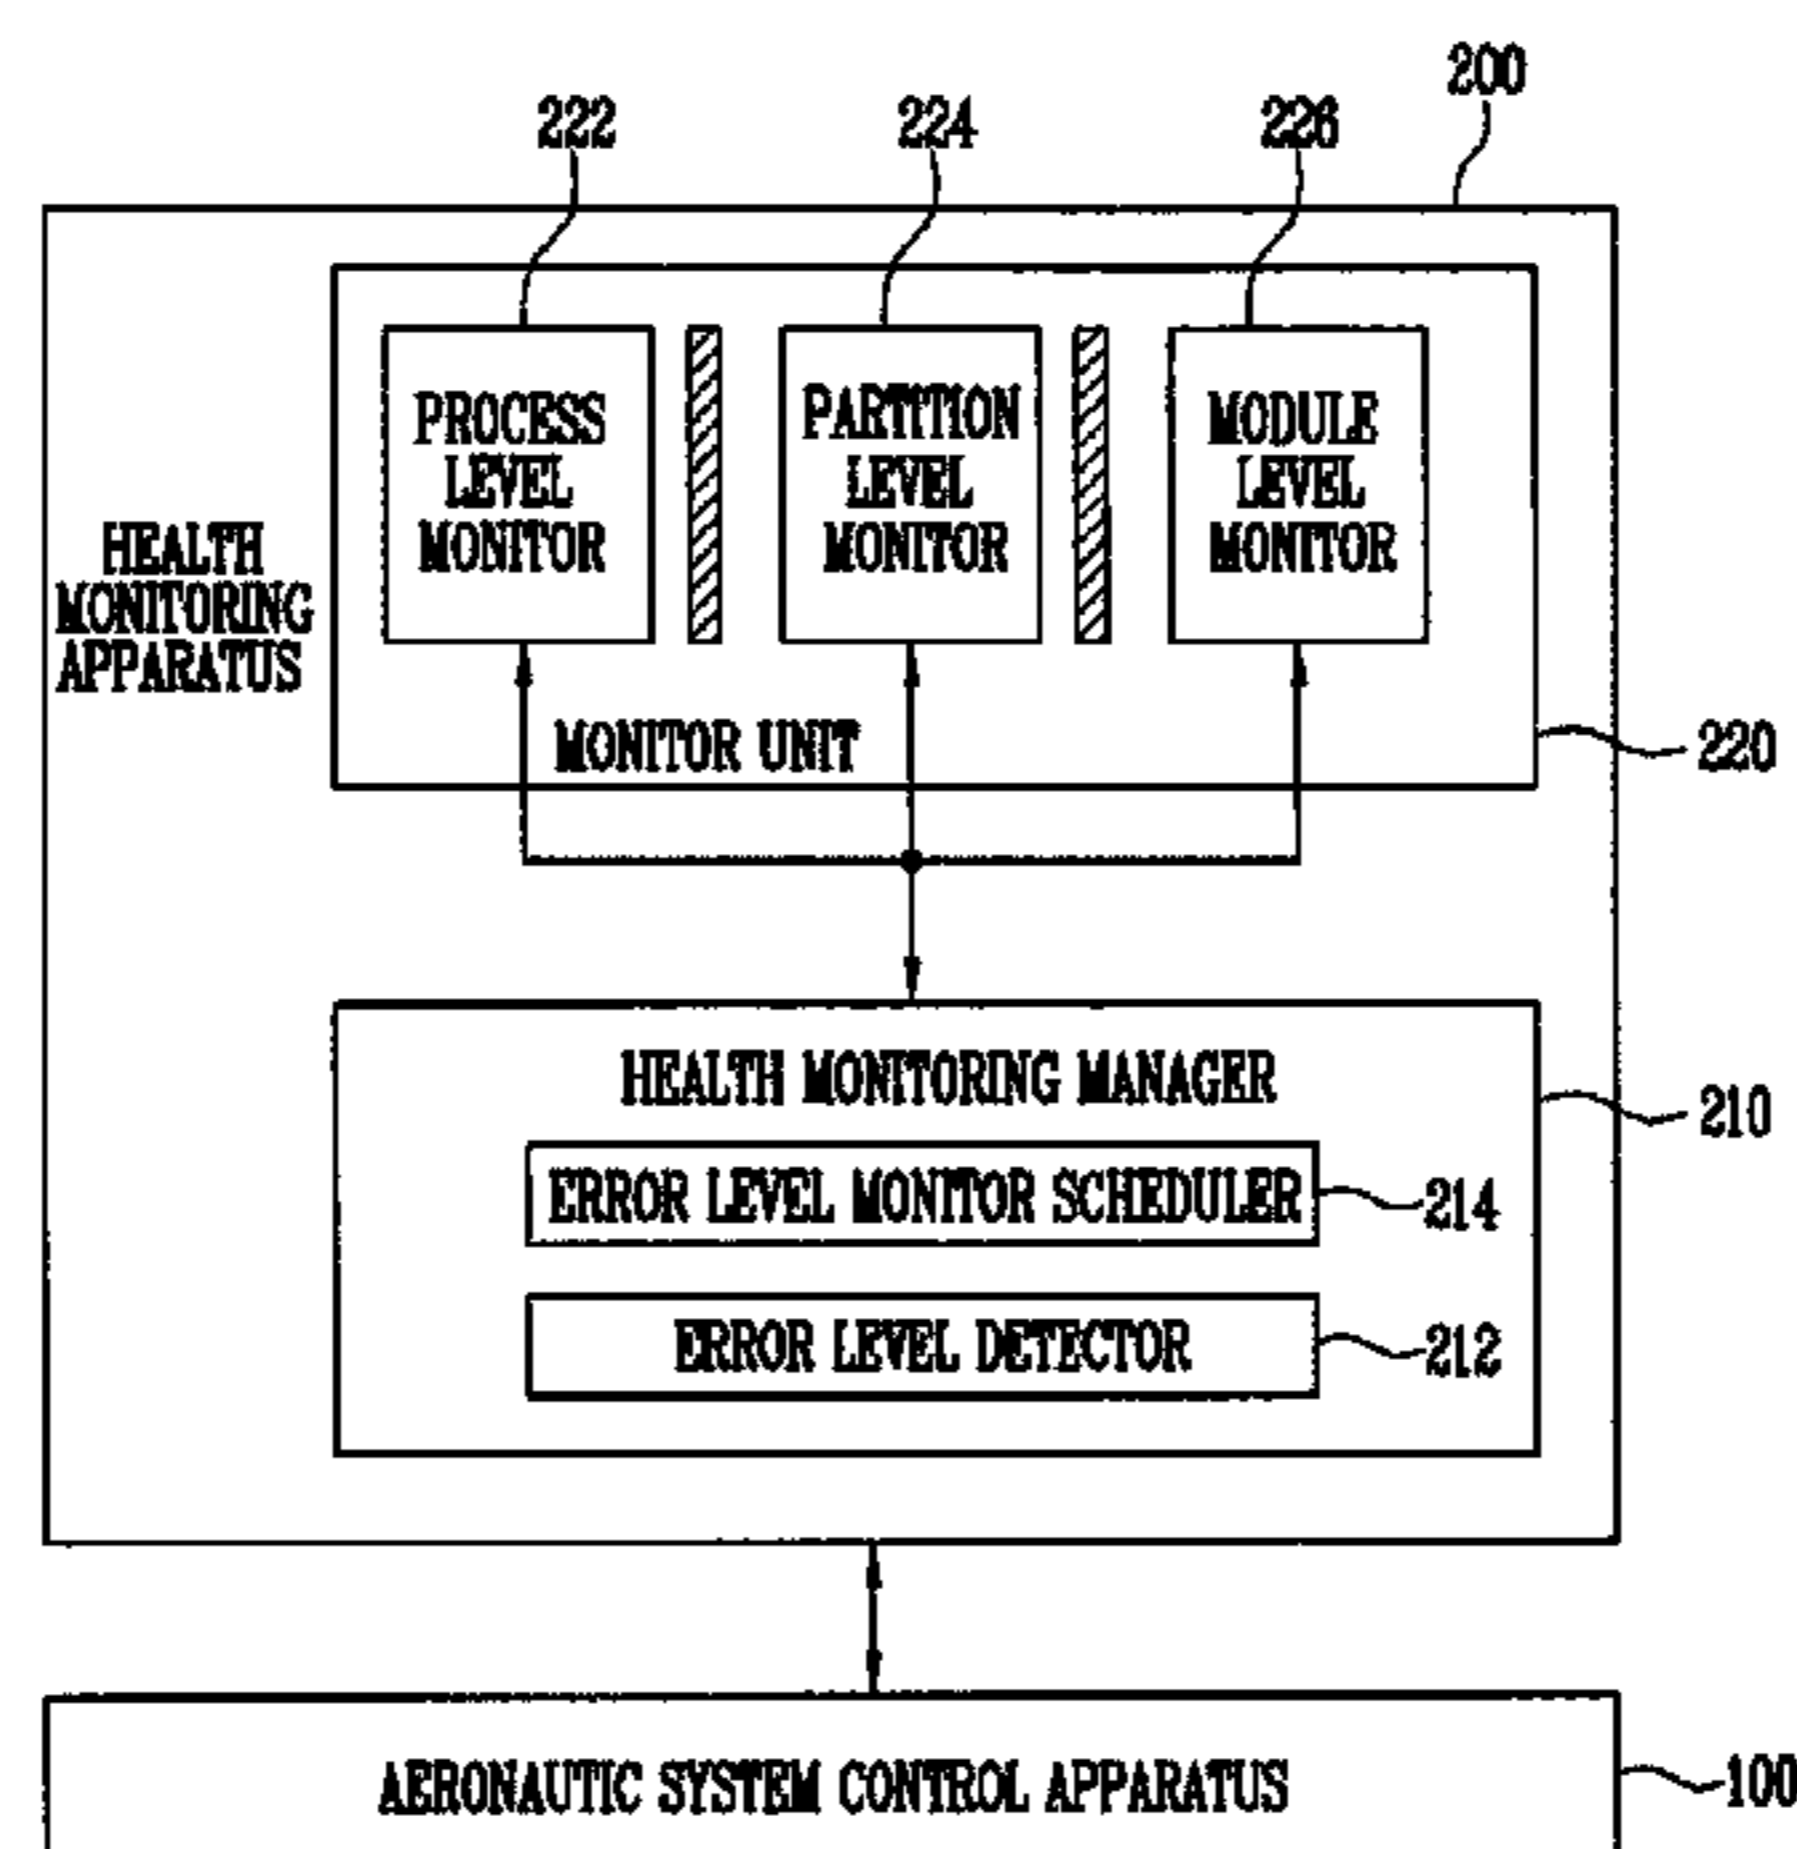 200
222
224
226
PROCESS
LEVEL
MONITOR
PARTITION
LEVEL
MONITOR
MODULE
LEVEL
MONITOR
HEALTH
MONITORING
APPARATUS
MONITOR UNIT
220
HEALTH MONITORING MANAGER
210
ERROR LEVEL MONITOR SCHEDULER
214
ERROR LEVEL DETECTOR
212
AERONAUTIC SYSTEM CONTROL APPARATUS
100